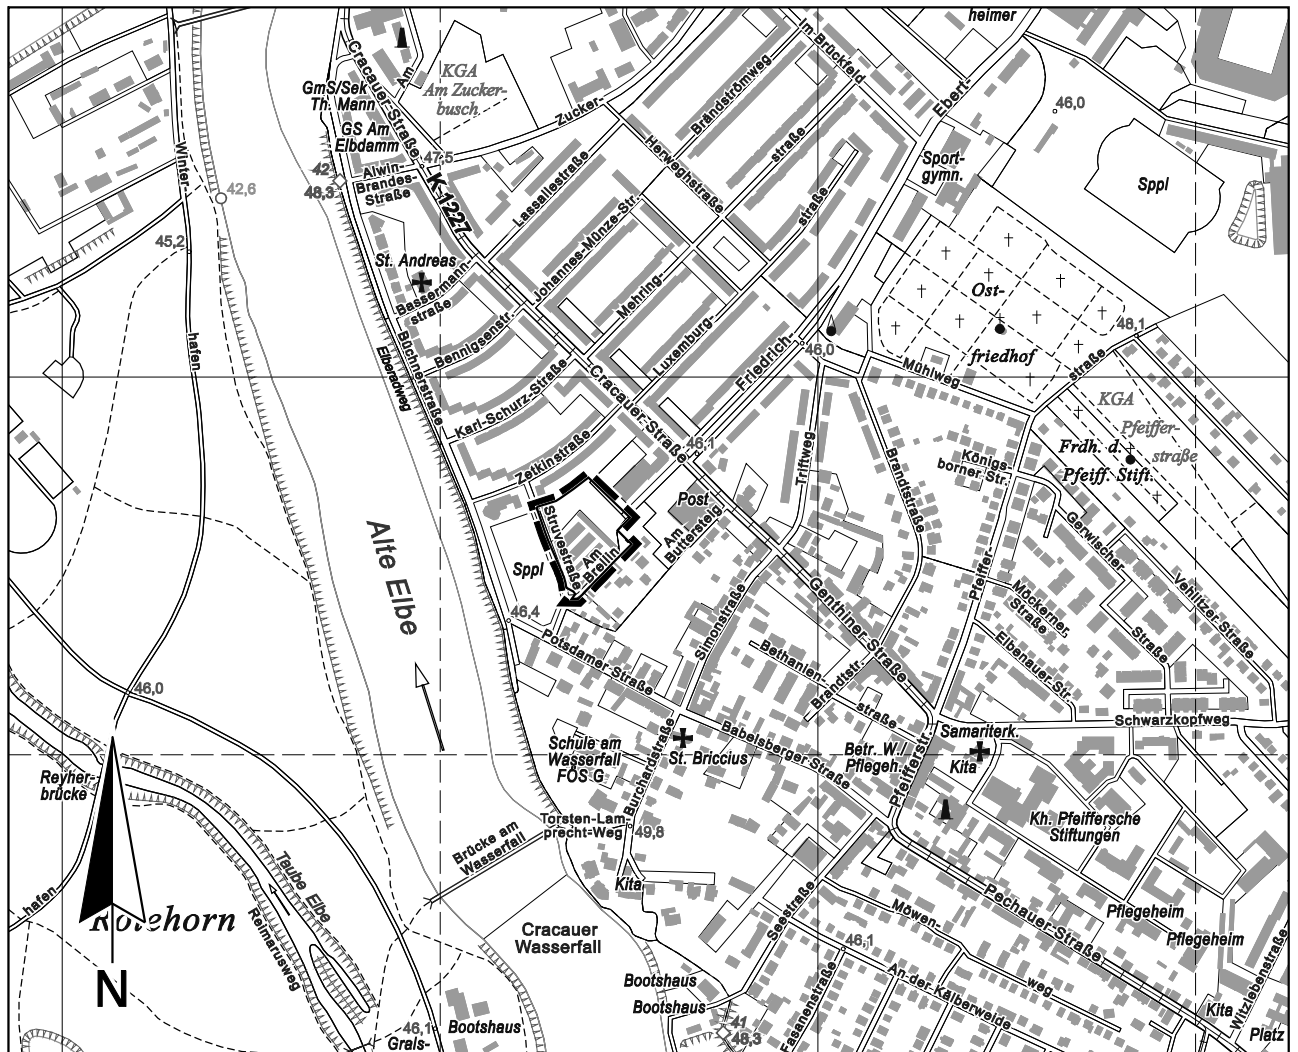 heimer
Im Brückfeld
Cracauer-Straße
Am
KGA
Am Zucker-
busch.
GmS/Sek
Th. Mann
GS Am
Elbdamm
Zucker-
Brändströmweg
straße
Ebert-
46,0
Sport-
gymn.
Sppl
Winter-
42,6
42
48,3
47,5
Alwin-
Brandes-
Straße
K 1227
Lassallestraße
Herweghstraße
straße
45,2
St. Andreas
Bassermann-
straße
Johannes-Münze-Str.
Mehring-
Ost-
friedhof
48,1
straße
hafen
Büchnerstraße
Elberadweg
Bennigsenstr.
Luxemburg-
Friedrich-
46,0
Mühlweg
Karl-Schurz-Straße
Cracauer-Straße
KGA
Pfeiffer-
straße
Zetkinstraße
46,1
Triftweg
Brandtstraße
Königs-
borner Str.
Frdh. d.
Pfeiff. Stift.
Post
Am
Buttersteig
Struvestraße
Am
Brelln
Sppl
Alte Elbe
Gerwischer
Straße
Pfeiffer-
Vehlitzer Straße
Möckerner
Straße
46,4
Potsdamer-Straße
Simonstraße
Genthiner-Straße
Bethanien-
straße
Brandtstr.
Elbenauer Str.
46,0
Schwarzkopfweg
Babelsberger Straße
Schule am
Wasserfall
FÖS G
Burchardstraße
St. Briccius
Betr. W./
Pflegeh.
Pfeifferstr.
Samariterk.
Kita
Reyher-
brücke
Torsten-Lam
precht-Weg
49,8
Kh. Pfeiffersche
Stiftungen
Brücke am
Wasserfall
Kita
Taube Elbe
Reimarusweg
hafen
Rotehorn
N
Cracauer
Wasserfall
Seestraße
Möwen-
weg
Pechauer-Straße
Pflegeheim
Pflegeheim
46,1
An-der-Kälberweide
Fasanenstraße
Bootshaus
Bootshaus
Bootshaus
41
48,3
46,1
Grals-
Kita
Witzlebenstraße
Platz